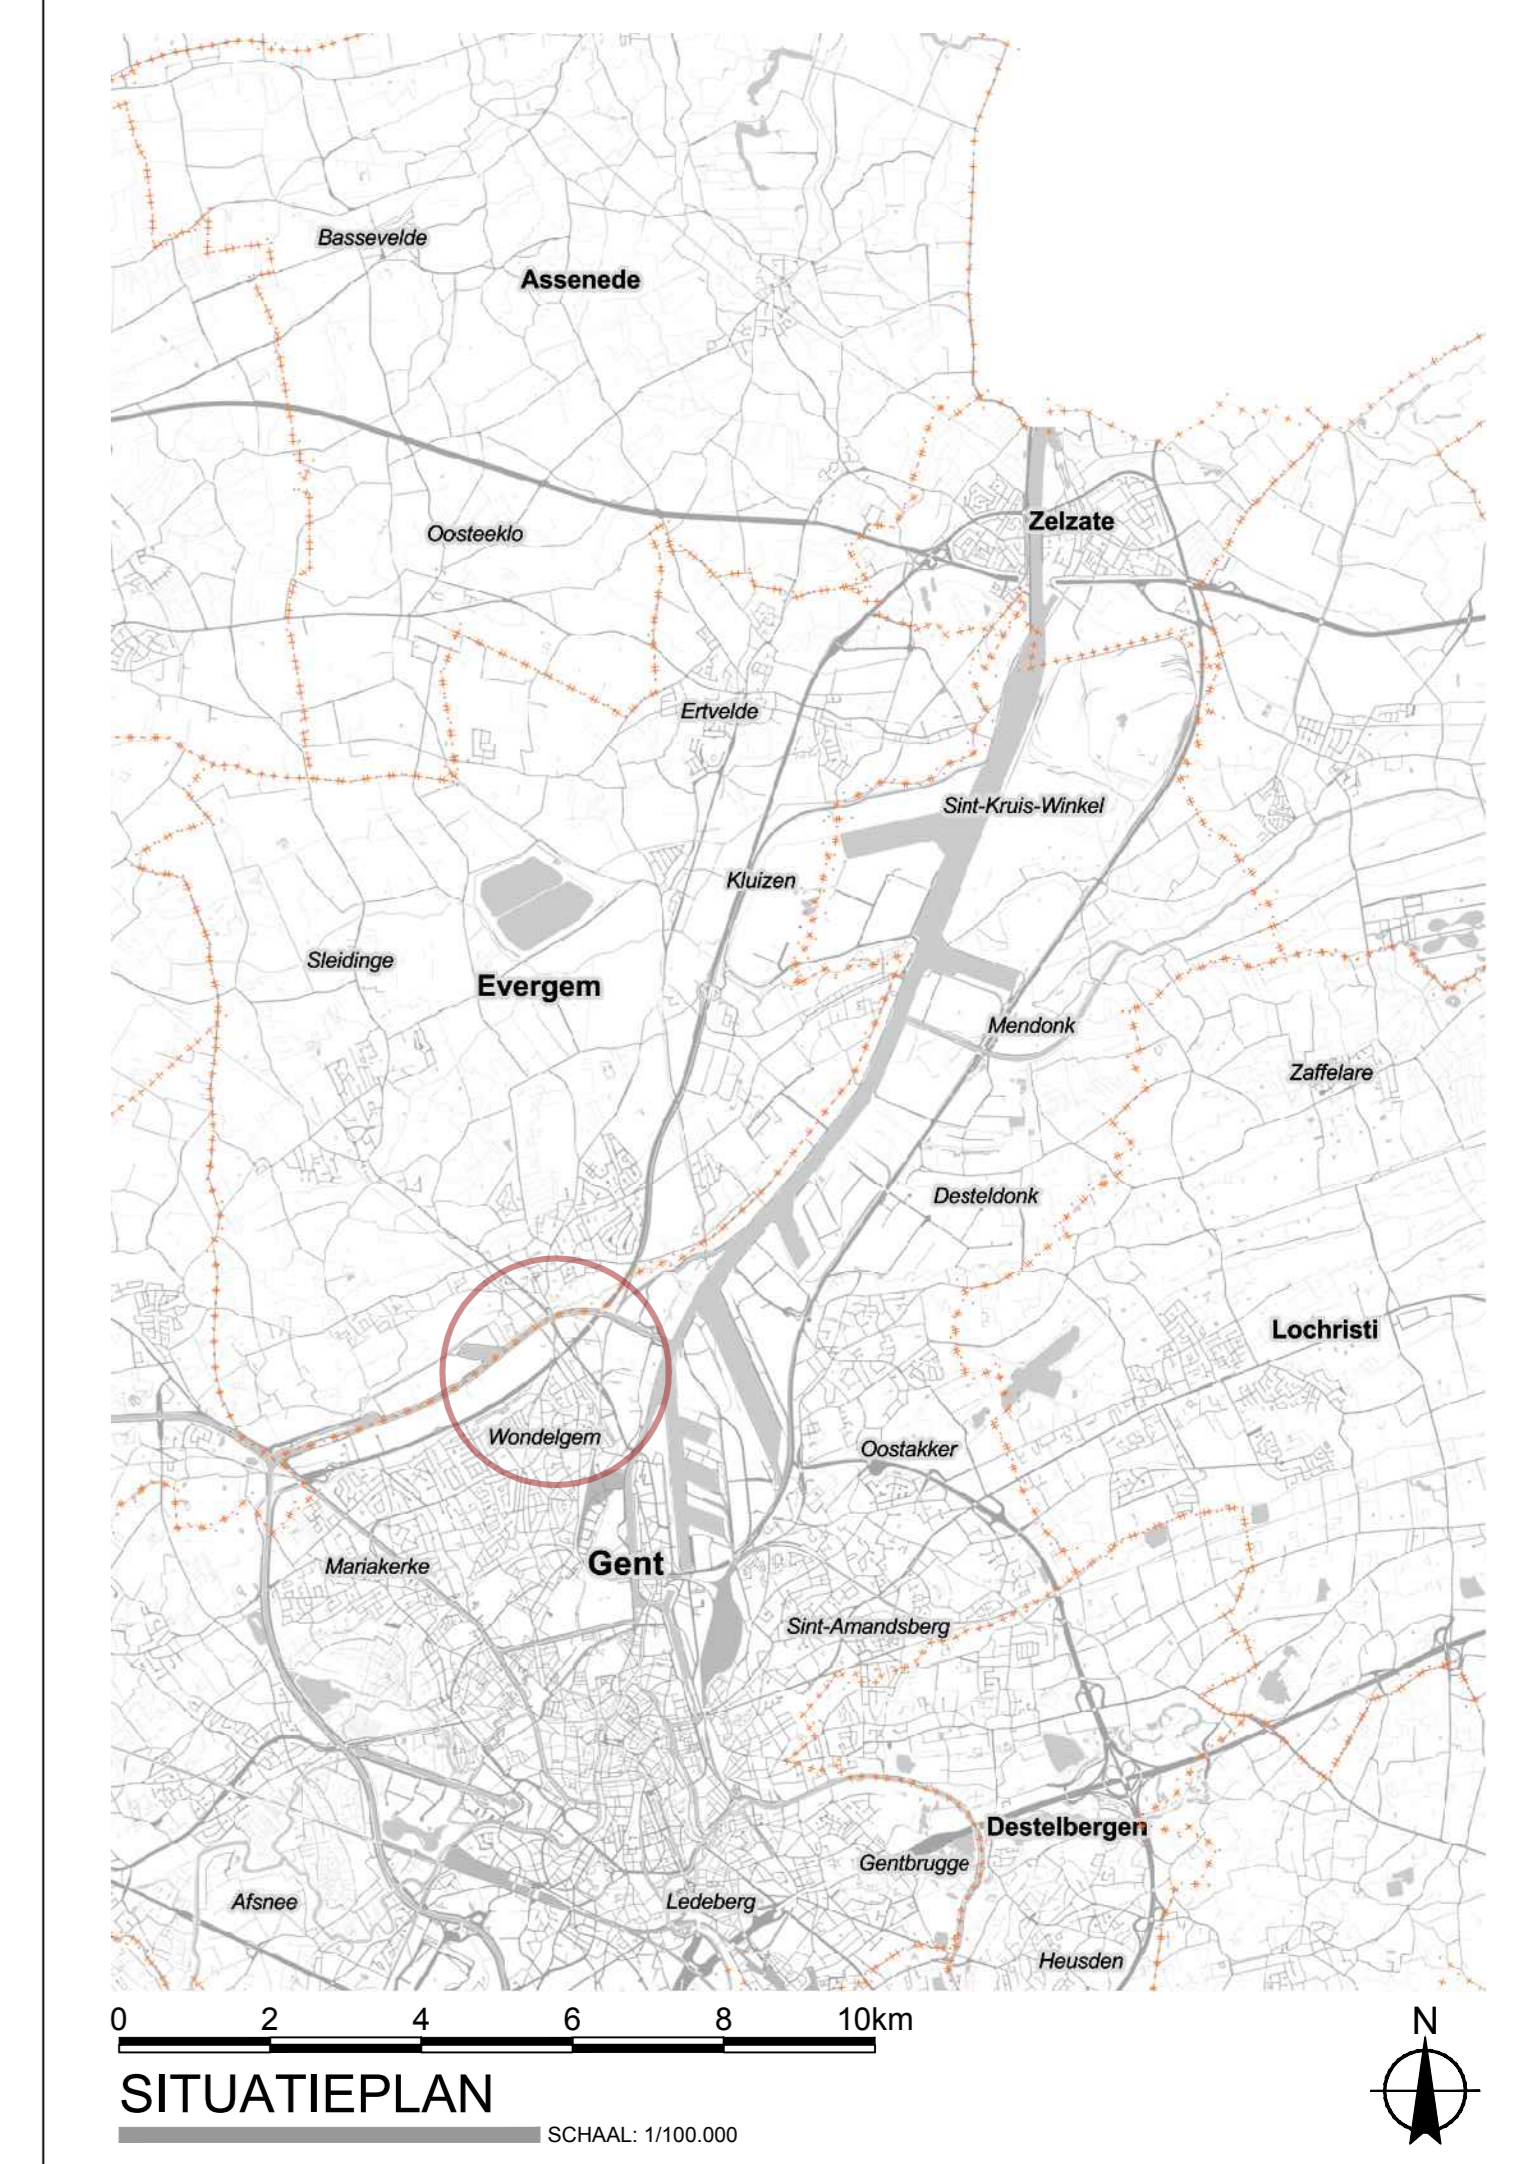 Bassevelde
Assenede
Zelzate
Oosteeklo
Ertvelde
Sint-Kruis-Winkel
Kluizen
Sleidinge
Evergem
Mendonk
Zaffelare
Desteldonk
Lochristi
Wondelgem
Oostakker
Gent
Mariakerke
Sint-Amandsberg
Destelbergen
Gentbrugge
Afsnee
Ledeberg
Heusden
0 2 4 6 8 10km
N
SITUATIEPLAN
SCHAAL: 1/100.000